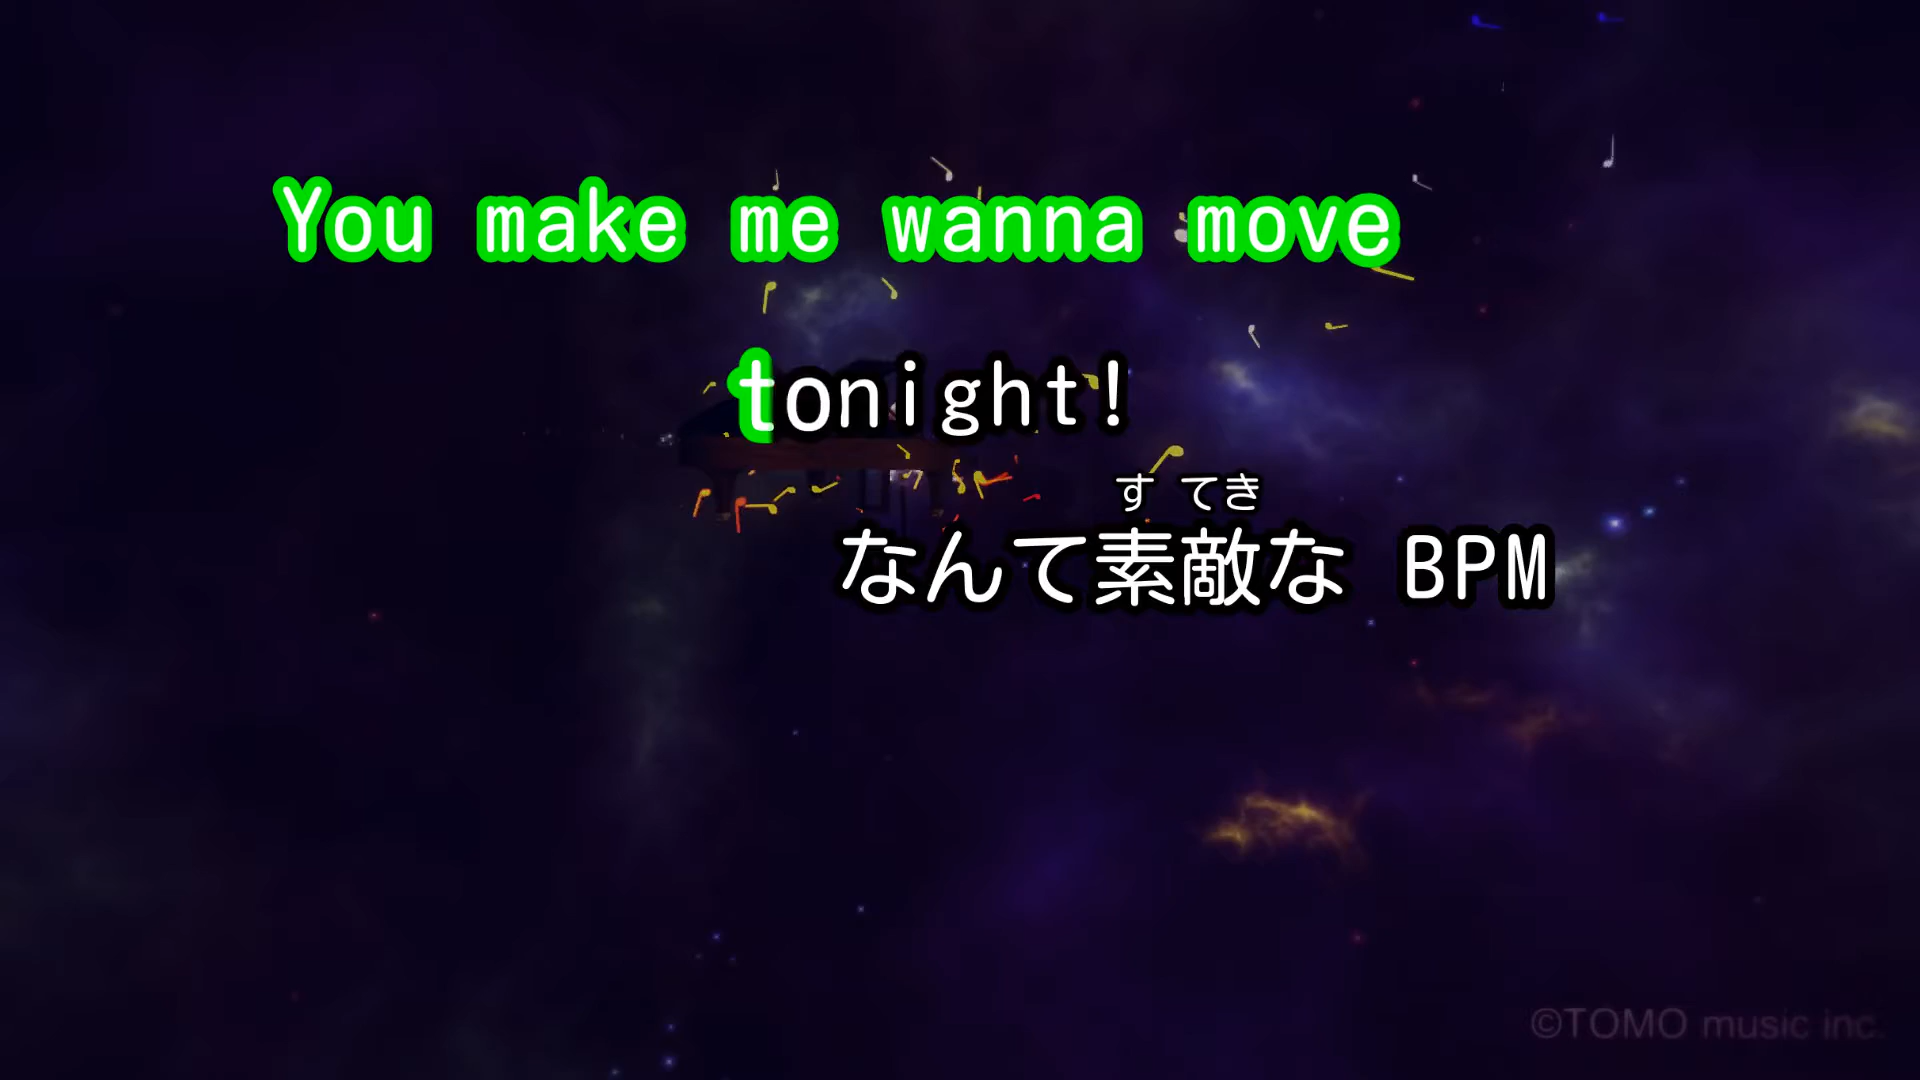 You make me wanna move
tonight!
す てき
なんて素敵な BPM
©TOMO music inc.